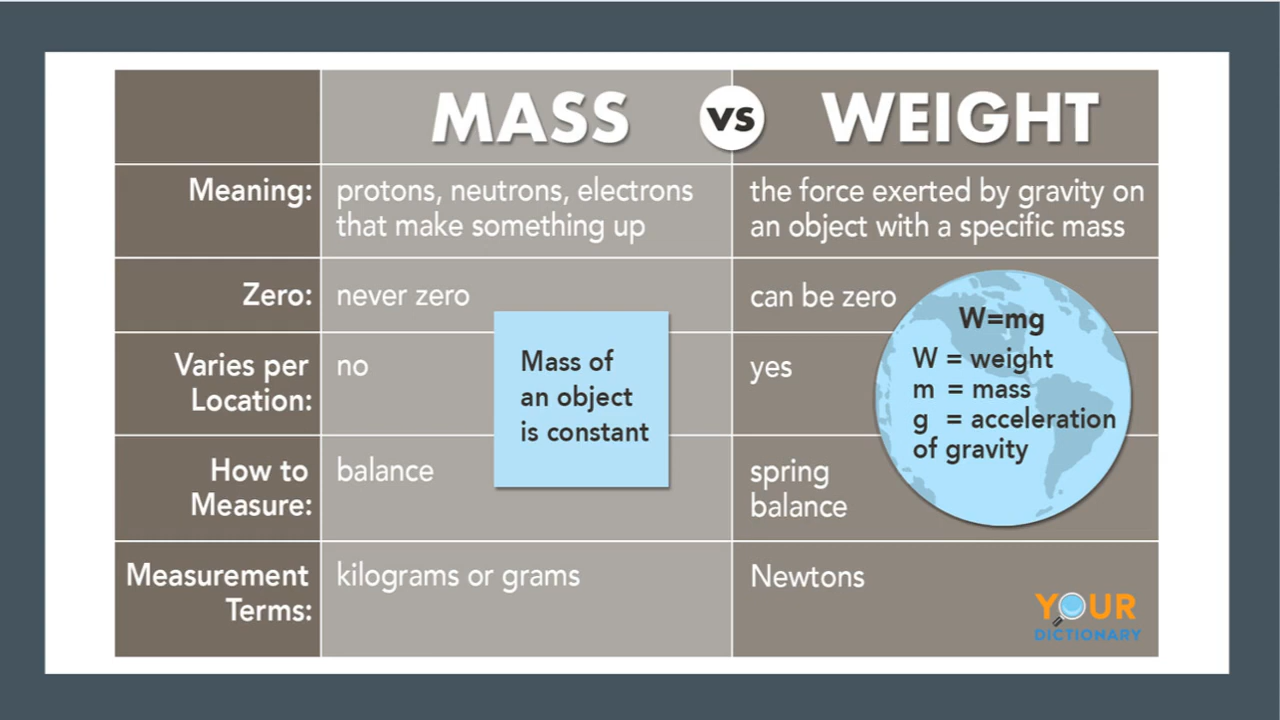 MASS VS WEIGHT
Meaning:
protons, neutrons, electrons
that make something up
the force exerted by gravity on
an object with a specific mass
Zero:
never zero
can be zero
Varies per
Location:
no
yes
How to
Measure:
balance
spring
balance
Measurement
Terms:
kilograms or grams
Newtons
Mass of
an object
is constant
W=mg
W = weight
m = mass
g = acceleration
of gravity
YOUR
DICTIONARY